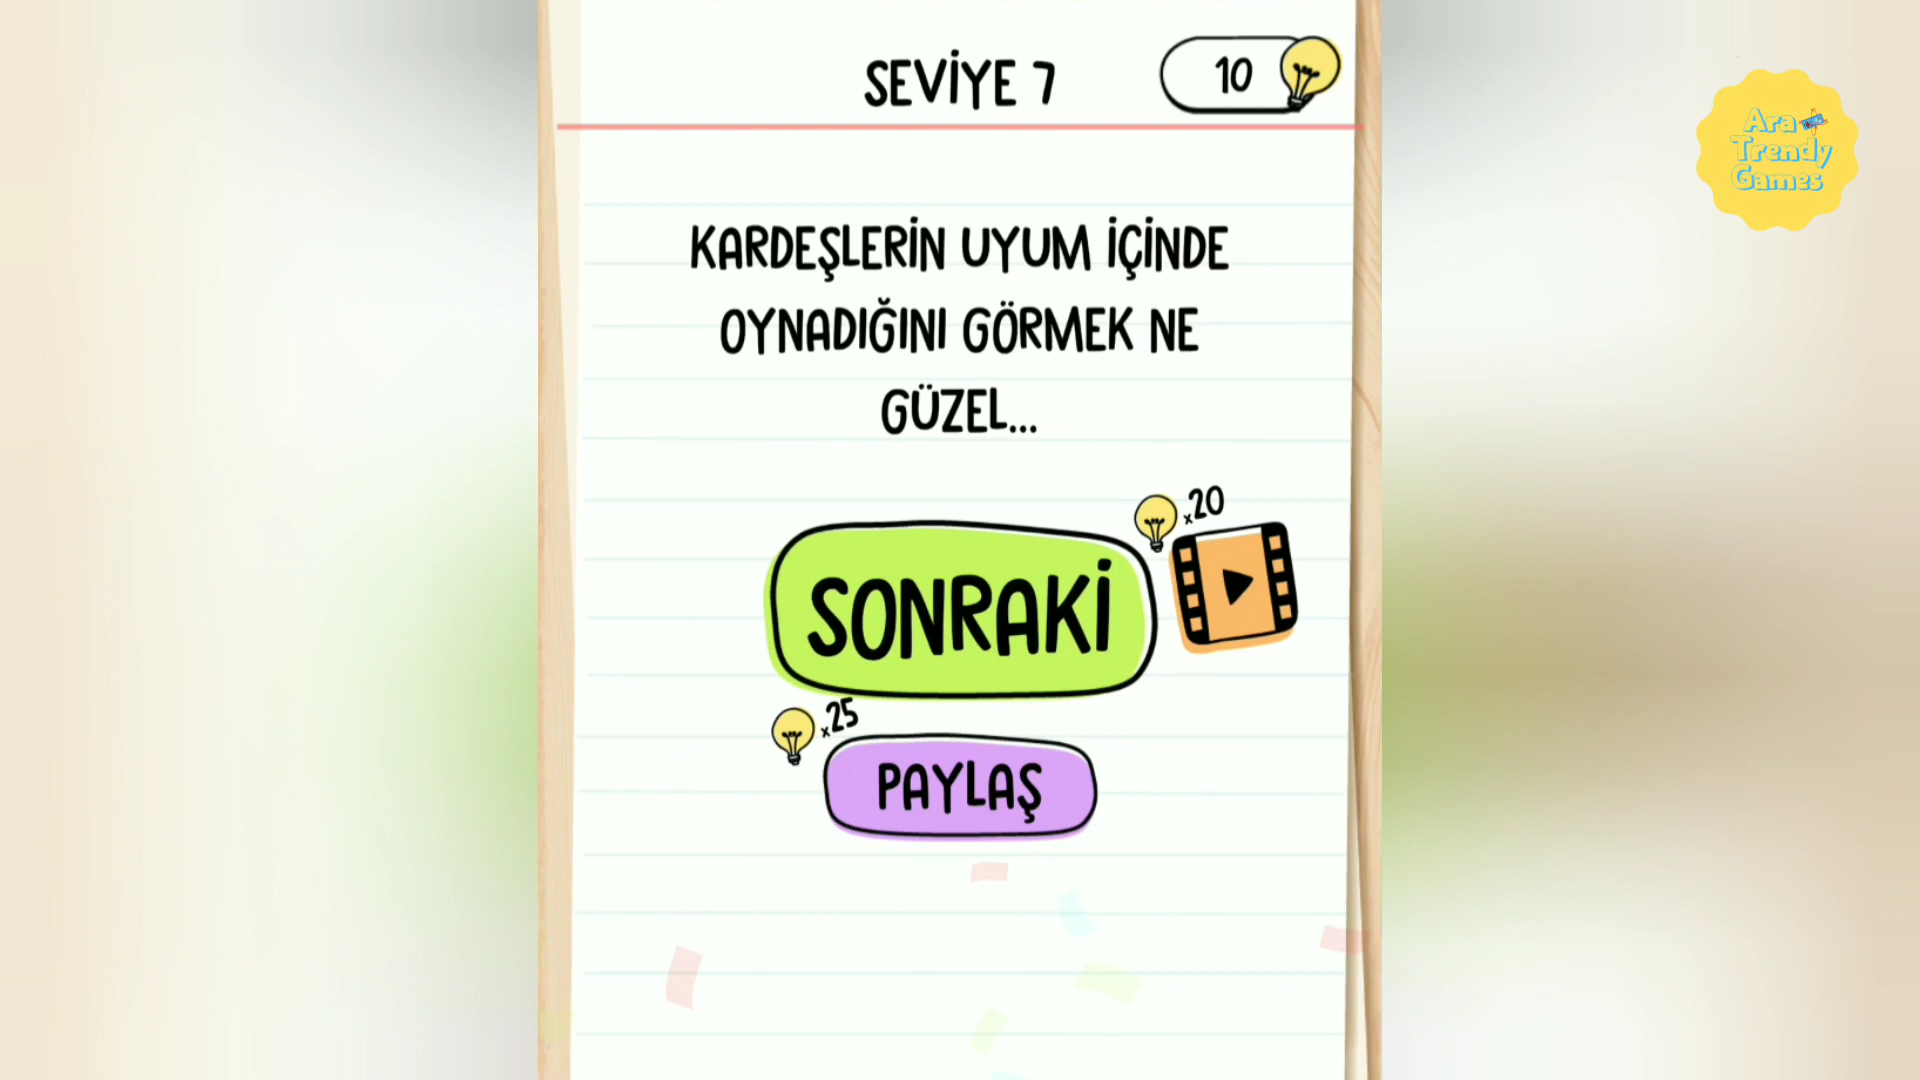 SEVİYE 7
10
Ara
Trendy
Games
KARDEŞLERİN UYUM İÇİNDE
OYNADIĞINI GÖRMEK NE
GÜZEL...
x20
SONRAKİ
x25
PAYLAŞ